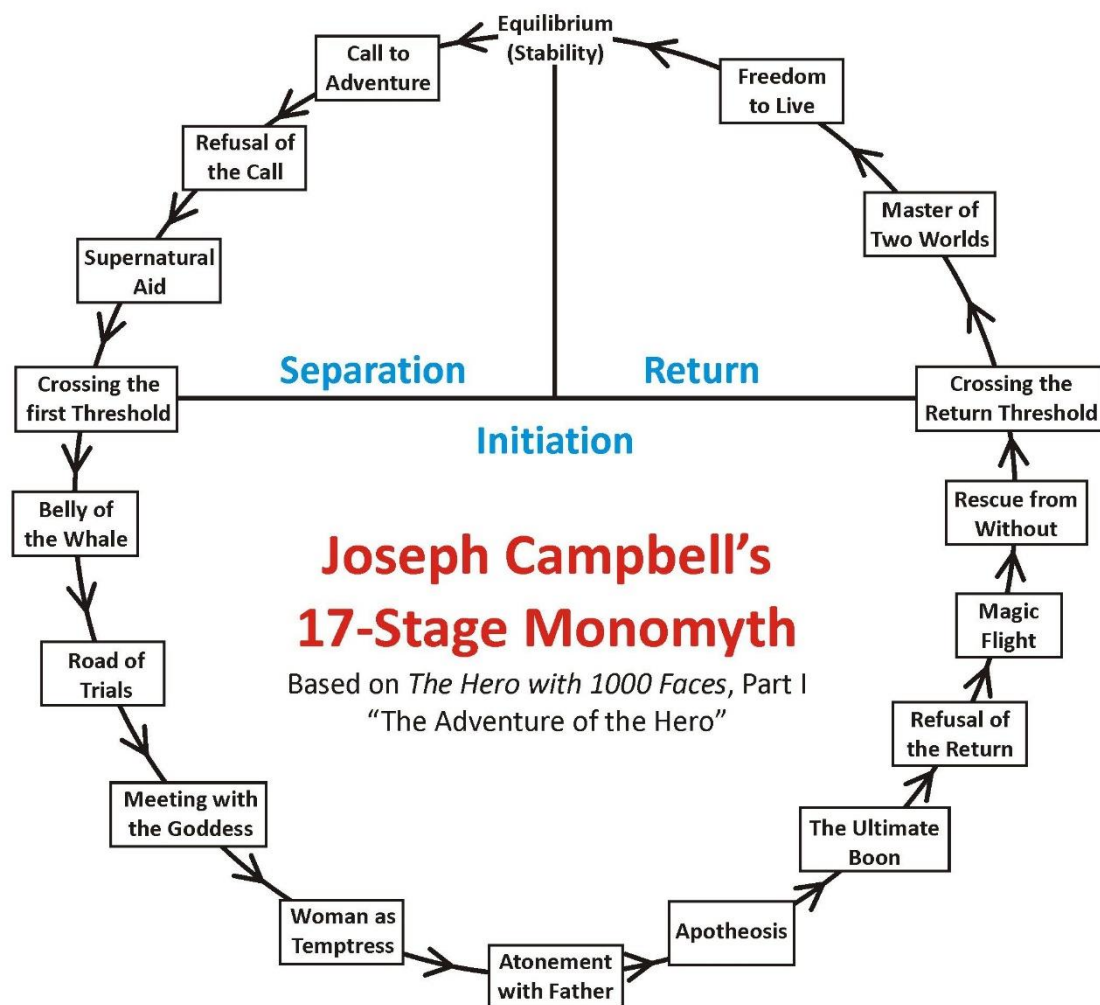 Equilibrium
(Stability)
Call to
Adventure
Refusal of
the Call
Supernatural
Aid
Crossing the
first Threshold
Belly of
the Whale
Road of
Trials
Meeting with
the Goddess
Woman as
Temptress
Atonement
with Father
Apotheosis
The Ultimate
Boon
Refusal of
the Return
Magic
Flight
Rescue from
Without
Crossing the
Return Threshold
Master of
Two Worlds
Freedom
to Live
Separation
Return
Initiation
Joseph Campbell’s
17-Stage Monomyth
Based on The Hero with 1000 Faces, Part I
“The Adventure of the Hero”